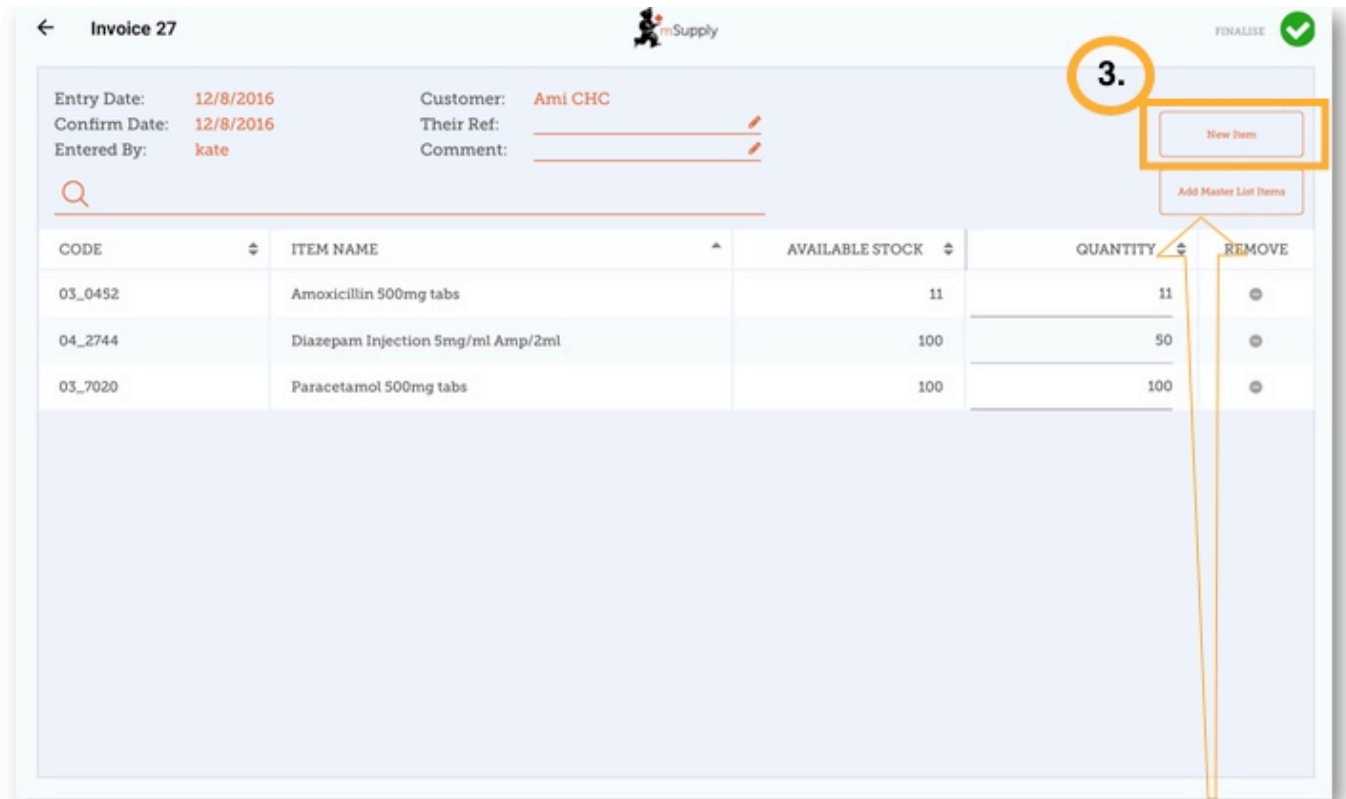 Invoice 27
mSupply
FINALISE
3.
Entry Date: 12/8/2016 Customer: Ami CHC
Confirm Date: 12/8/2016 Their Ref:
Entered By: kate Comment:
New Item
Add Master List Items
CODE ITEM NAME AVAILABLE STOCK QUANTITY REMOVE
03_0452 Amoxicillin 500mg tabs 11 11
04_2744 Diazepam Injection 5mg/ml Amp/2ml 100 50
03_7020 Paracetamol 500mg tabs 100 100